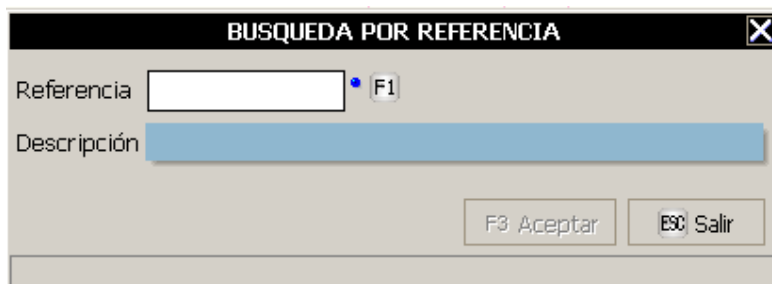 BUSQUEDA POR REFERENCIA
Referencia F1
Descripción
F3 Aceptar ESC Salir